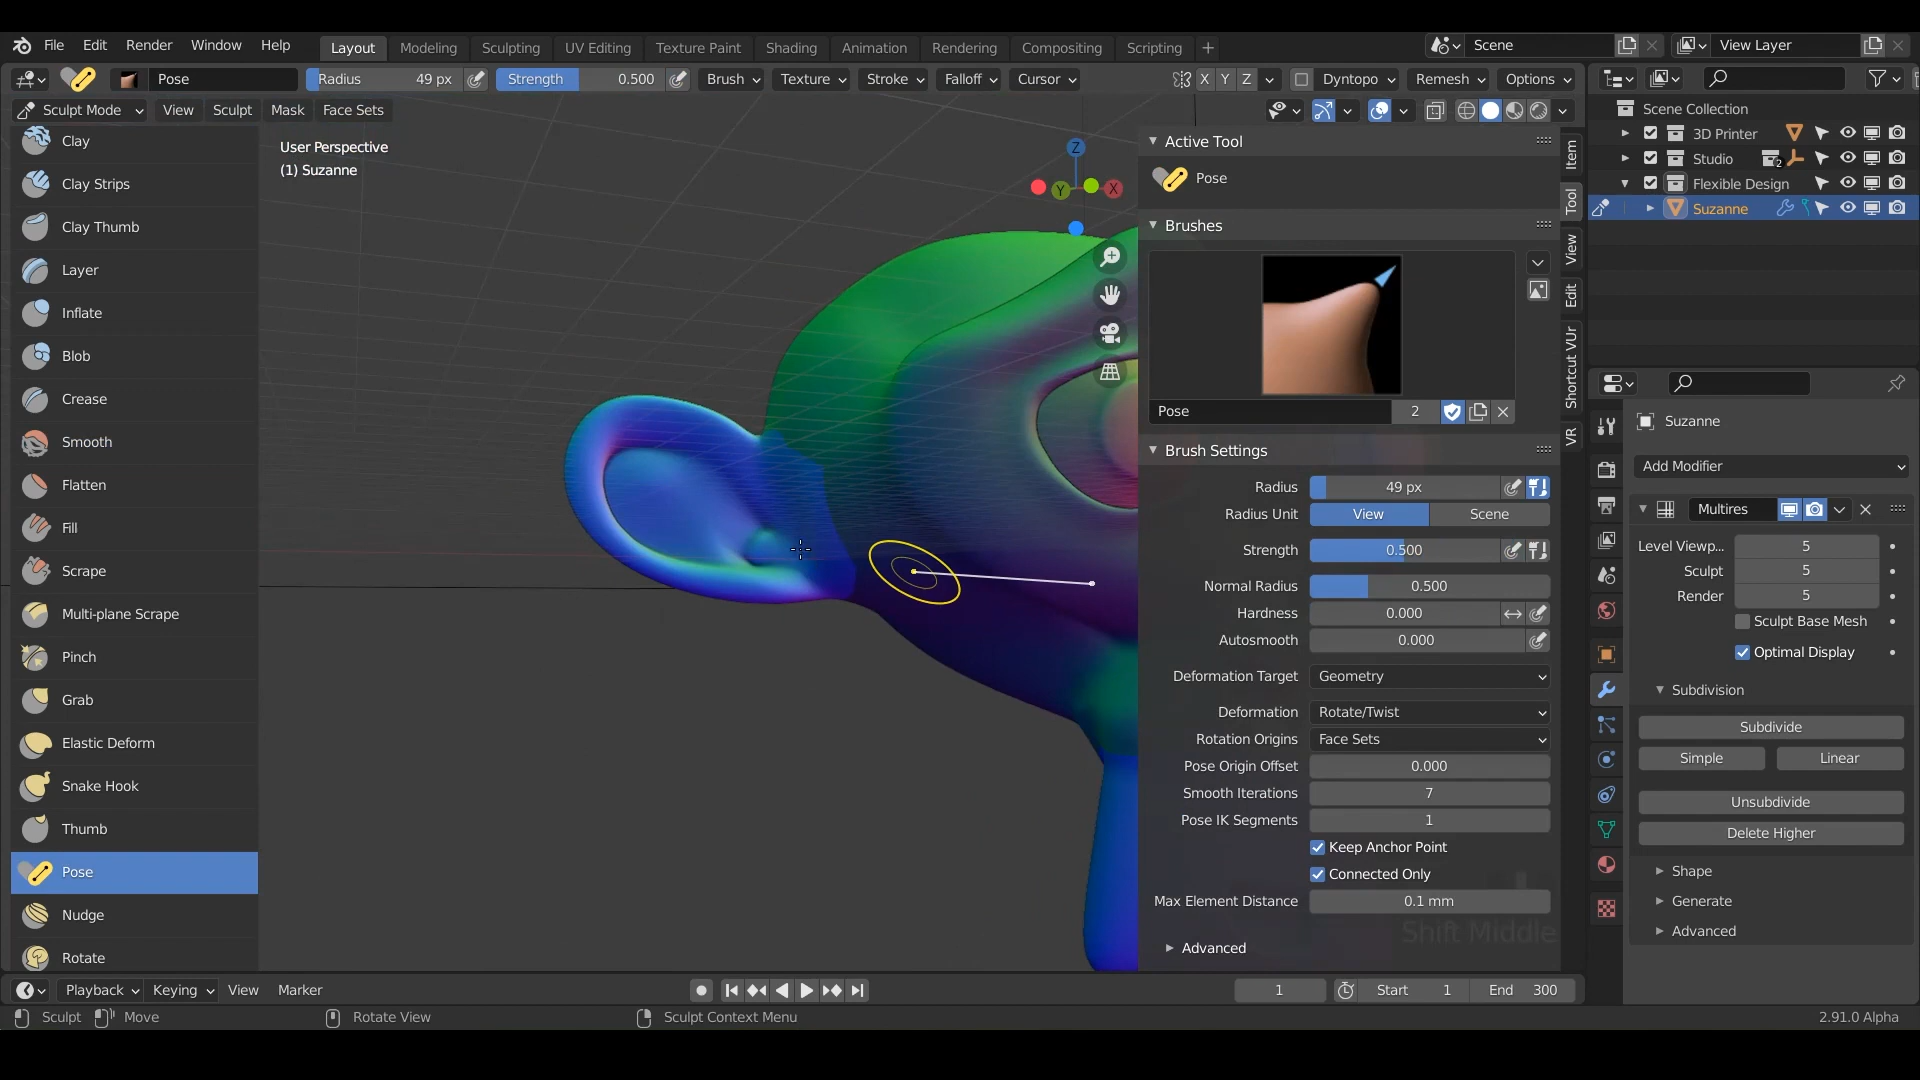 File Edit Render Window Help Layout Modeling Sculpting UV Editing Texture Paint Shading Animation Rendering Compositing Scripting + Scene View Layer
Pose Radius 49 px Strength 0.500 Brush Texture Stroke Falloff Cursor X Y Z Dyntopo Remesh Options
Sculpt Mode View Sculpt Mask Face Sets
Clay
Clay Strips
Clay Thumb
Layer
Inflate
Blob
Crease
Smooth
Flatten
Fill
Scrape
Multi-plane Scrape
Pinch
Grab
Elastic Deform
Snake Hook
Thumb
Pose
Nudge
Rotate
User Perspective
(1) Suzanne
Z
Y
X
Active Tool
Pose
Brushes
Pose 2
Brush Settings
Radius 49 px
Radius Unit View Scene
Strength 0.500
Normal Radius 0.500
Hardness 0.000
Autosmooth 0.000
Deformation Target Geometry
Deformation Rotate/Twist
Rotation Origins Face Sets
Pose Origin Offset 0.000
Smooth Iterations 7
Pose IK Segments 1
Keep Anchor Point
Connected Only
Max Element Distance 0.1 mm
Shift Middle
Advanced
Item
Tool
View
Edit
Shortcut VUr
VR
Scene Collection
3D Printer
Studio 2
Flexible Design
Suzanne
Suzanne
Add Modifier
Multires
Level Viewp... 5
Sculpt 5
Render 5
Sculpt Base Mesh
Optimal Display
Subdivision
Subdivide
Simple Linear
Unsubdivide
Delete Higher
Shape
Generate
Advanced
Playback Keying View Marker 1 Start 1 End 300
Sculpt Move Rotate View Sculpt Context Menu 2.91.0 Alpha